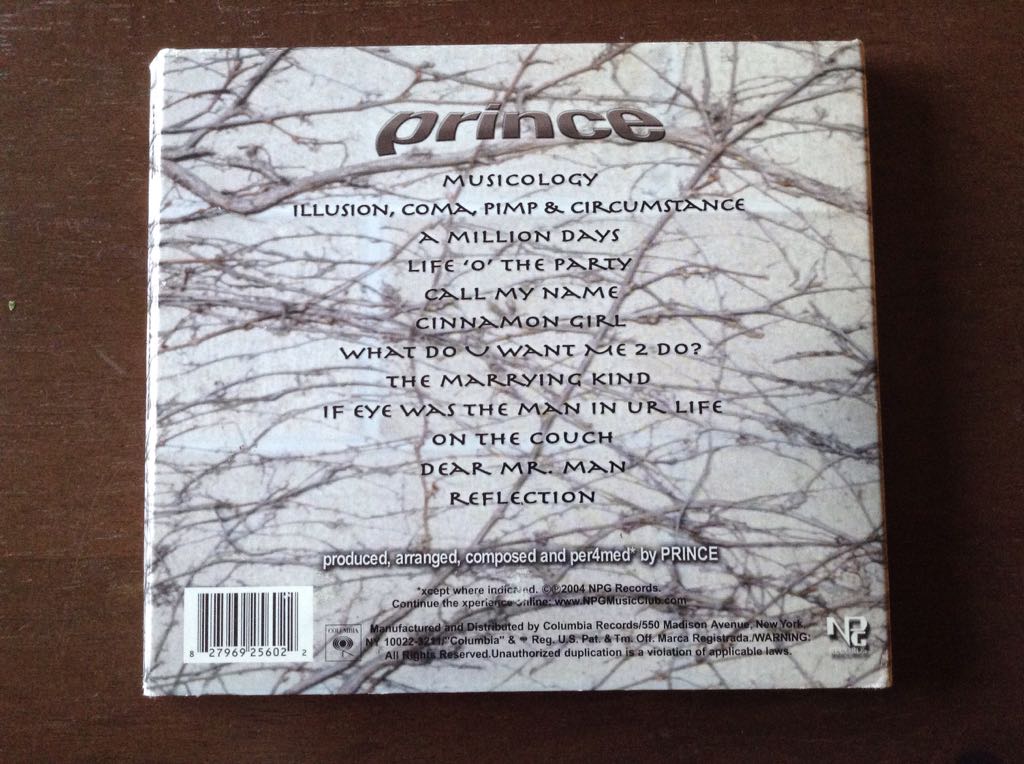 prince
MUSICOLOGY
ILLUSION, COMA, PIMP & CIRCUMSTANCE
A MILLION DAYS
LIFE 'O' THE PARTY
CALL MY NAME
CINNAMON GIRL
WHAT DO U WANT ME 2 DO?
THE MARRYING KIND
IF EYE WAS THE MAN IN UR LIFE
ON THE COUCH
DEAR MR. MAN
REFLECTION
produced, arranged, composed and per4med* by PRINCE
*xcept where indicated. ©℗2004 NPG Records.
Continue the xperience online: www.NPGMusicClub.com
Manufactured and Distributed by Columbia Records/550 Madison Avenue, New York,
NY 10022-3211/"Columbia" & Reg. U.S. Pat. & Tm. Off. Marca Registrada./WARNING:
All Rights Reserved.Unauthorized duplication is a violation of applicable laws.
COLUMBIA
8 27969 25602 2
NPG
RECORDS